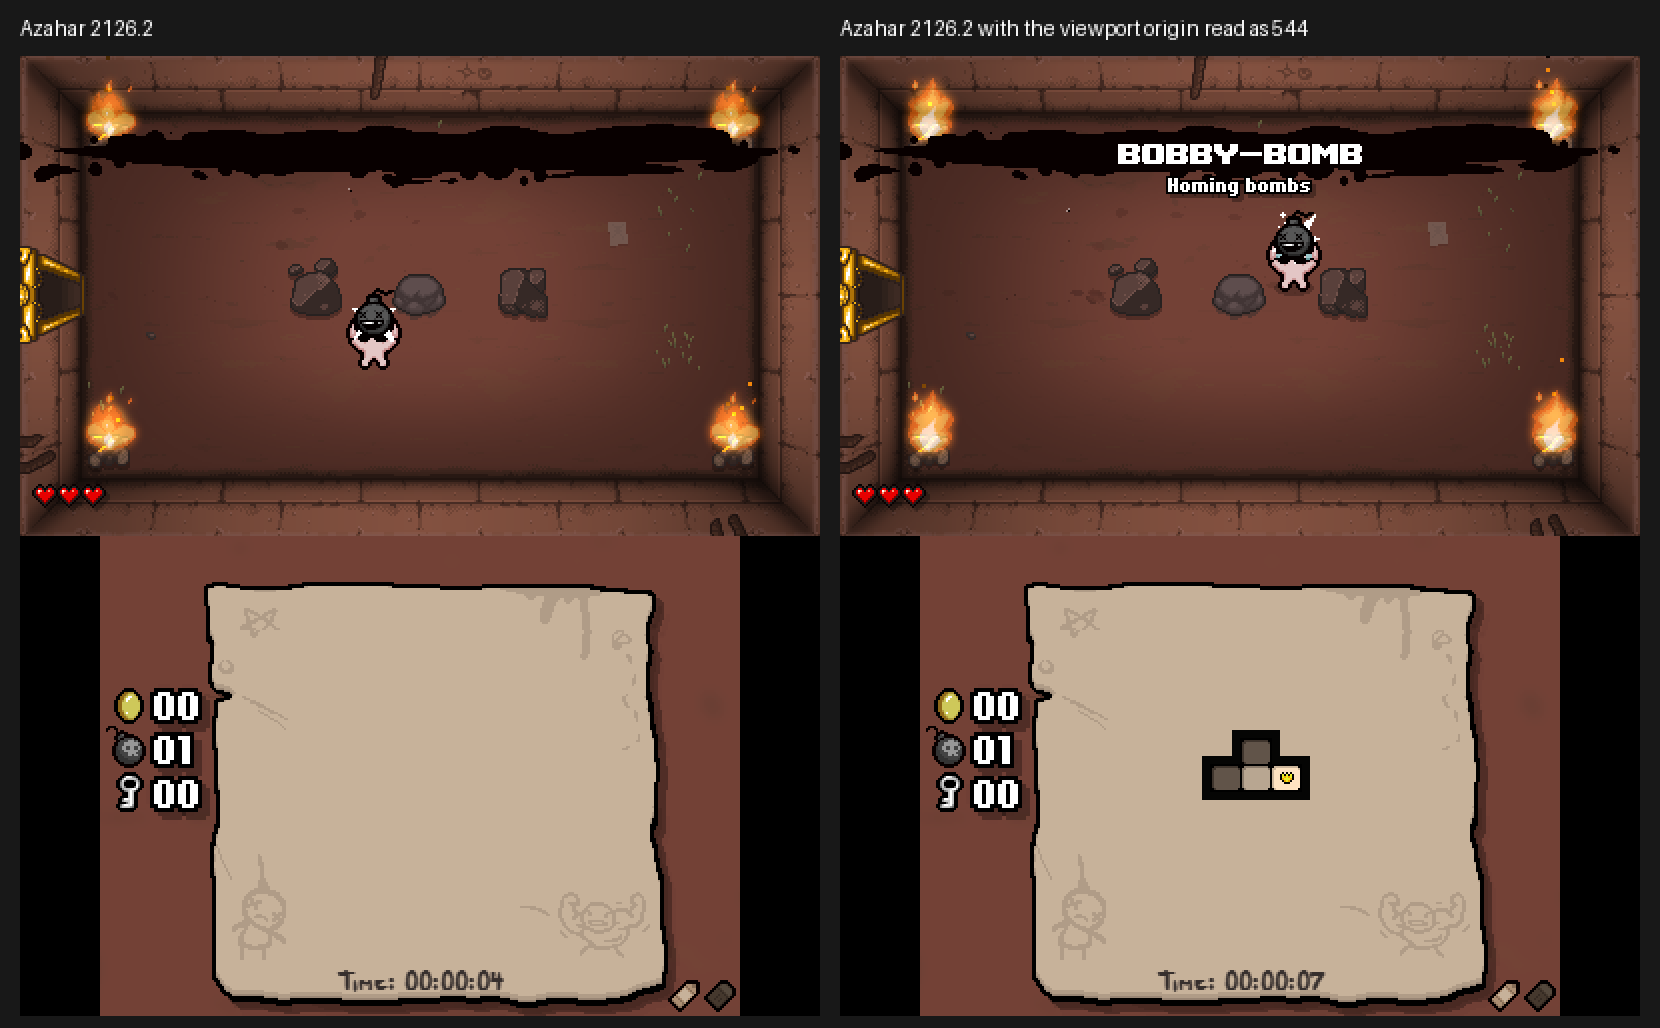 Azahar 2126.2
00
01
00
Time: 00:00:04
Azahar 2126.2 with the viewport origin read as 544
BOBBY-BOMB
Homing bombs
00
01
00
Time: 00:00:07